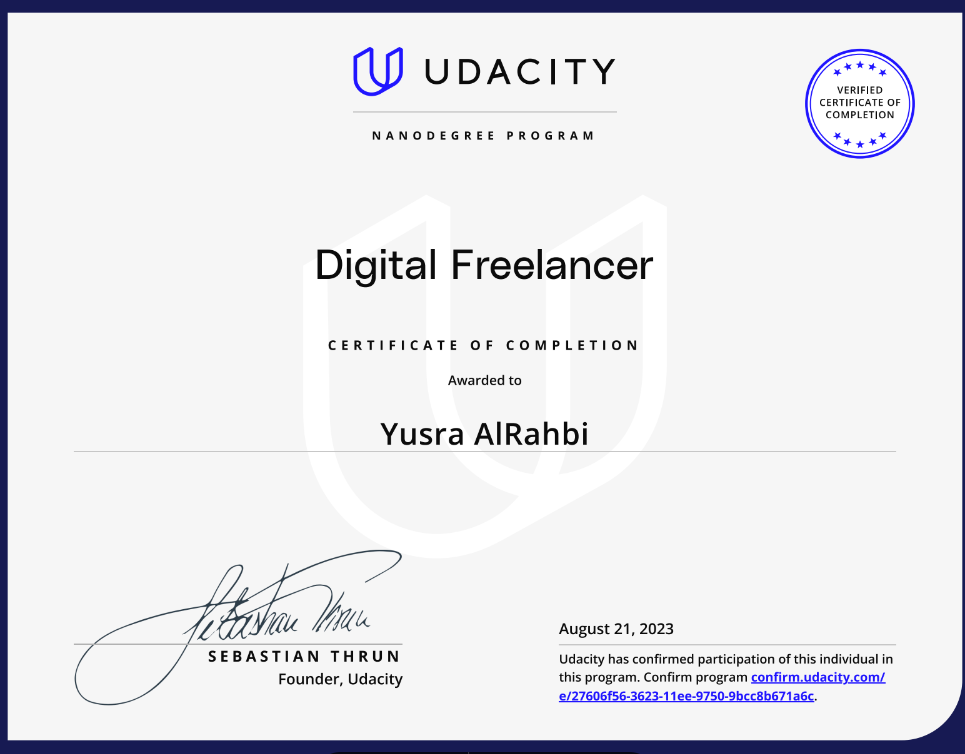 UDACITY
NANODEGREE PROGRAM
VERIFIED
CERTIFICATE OF
COMPLETION
Digital Freelancer
CERTIFICATE OF COMPLETION
Awarded to
Yusra AlRahbi
Sebastian Thrun
SEBASTIAN THRUN
Founder, Udacity
August 21, 2023
Udacity has confirmed participation of this individual in
this program. Confirm program confirm.udacity.com/
e/27606f56-3623-11ee-9750-9bcc8b671a6c.